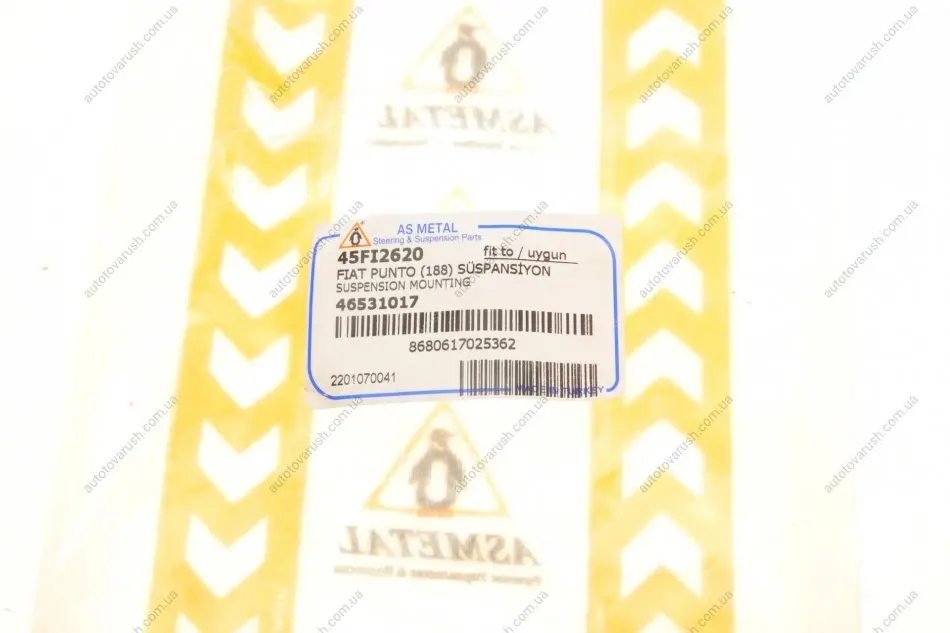 ASMETAL
AS METAL
Steering & Suspension Parts
45FI2620 fit to / uygun
FIAT PUNTO (188) SÜSPANSİYON
SUSPENSION MOUNTING
46531017
8680617025362
2201070041
MADE IN TURKEY
ASMETAL
autotovarush.com.ua